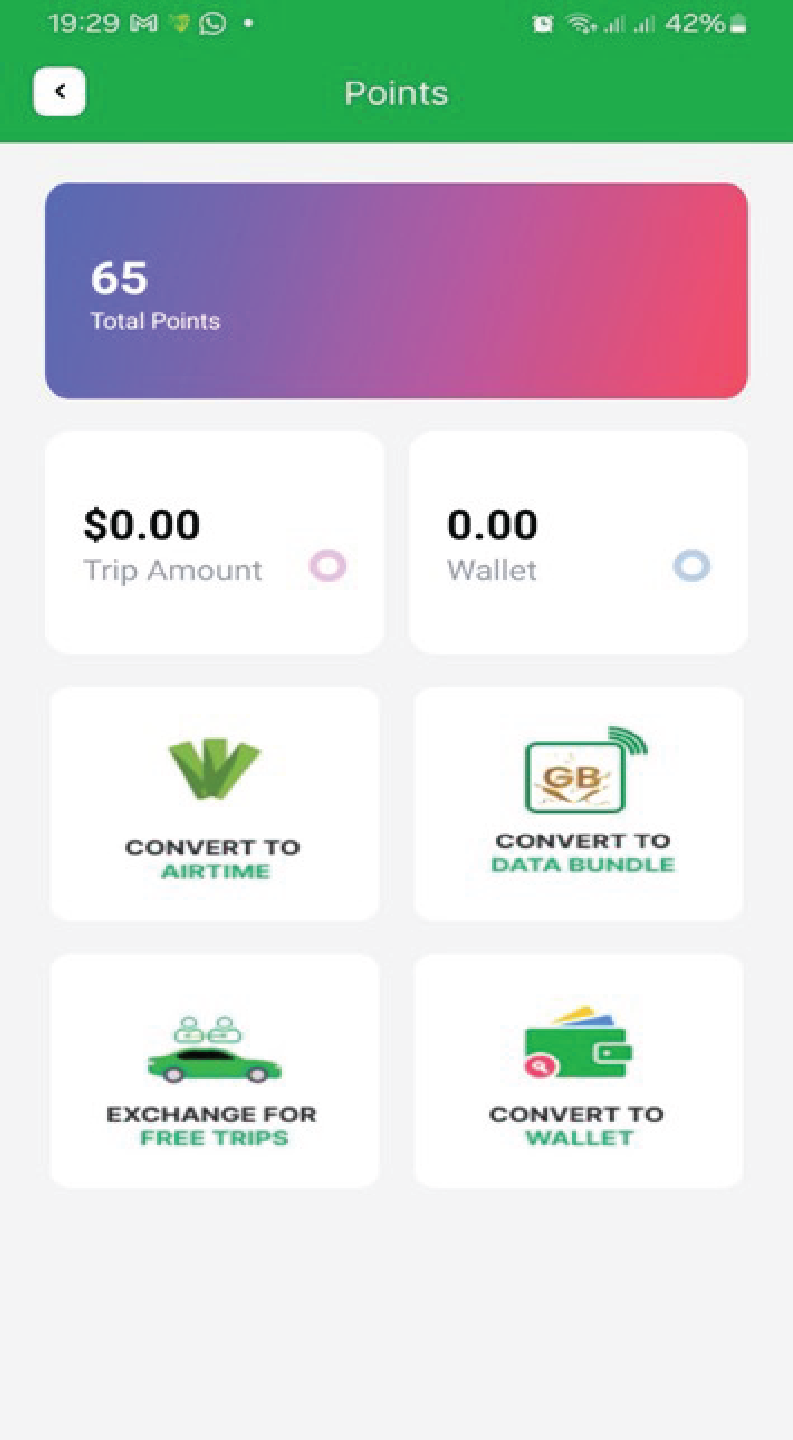 19:29 42%
Points
65
Total Points
$0.00
Trip Amount
0.00
Wallet
CONVERT TO
AIRTIME
GB
CONVERT TO
DATA BUNDLE
EXCHANGE FOR
FREE TRIPS
CONVERT TO
WALLET